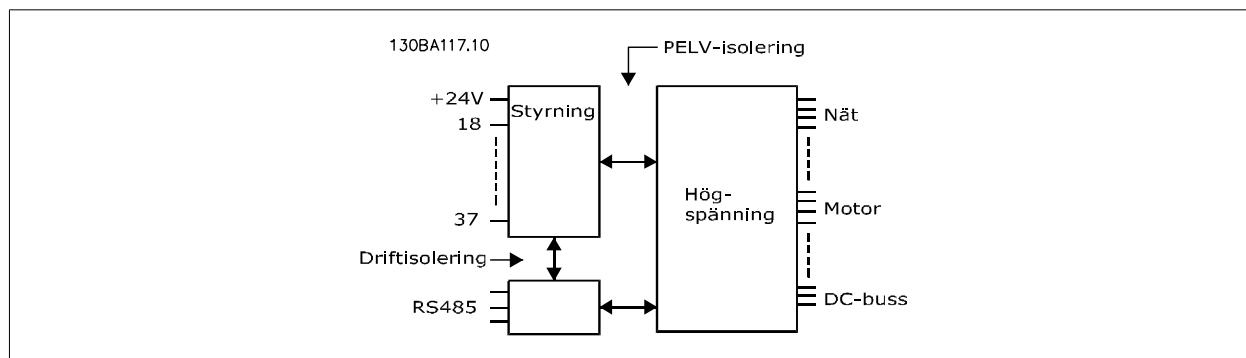 130BA117.10
PELV-isolering
+24V
Styrning
18
Nät
Hög-
spänning
37
Motor
Driftisolering
RS485
DC-buss